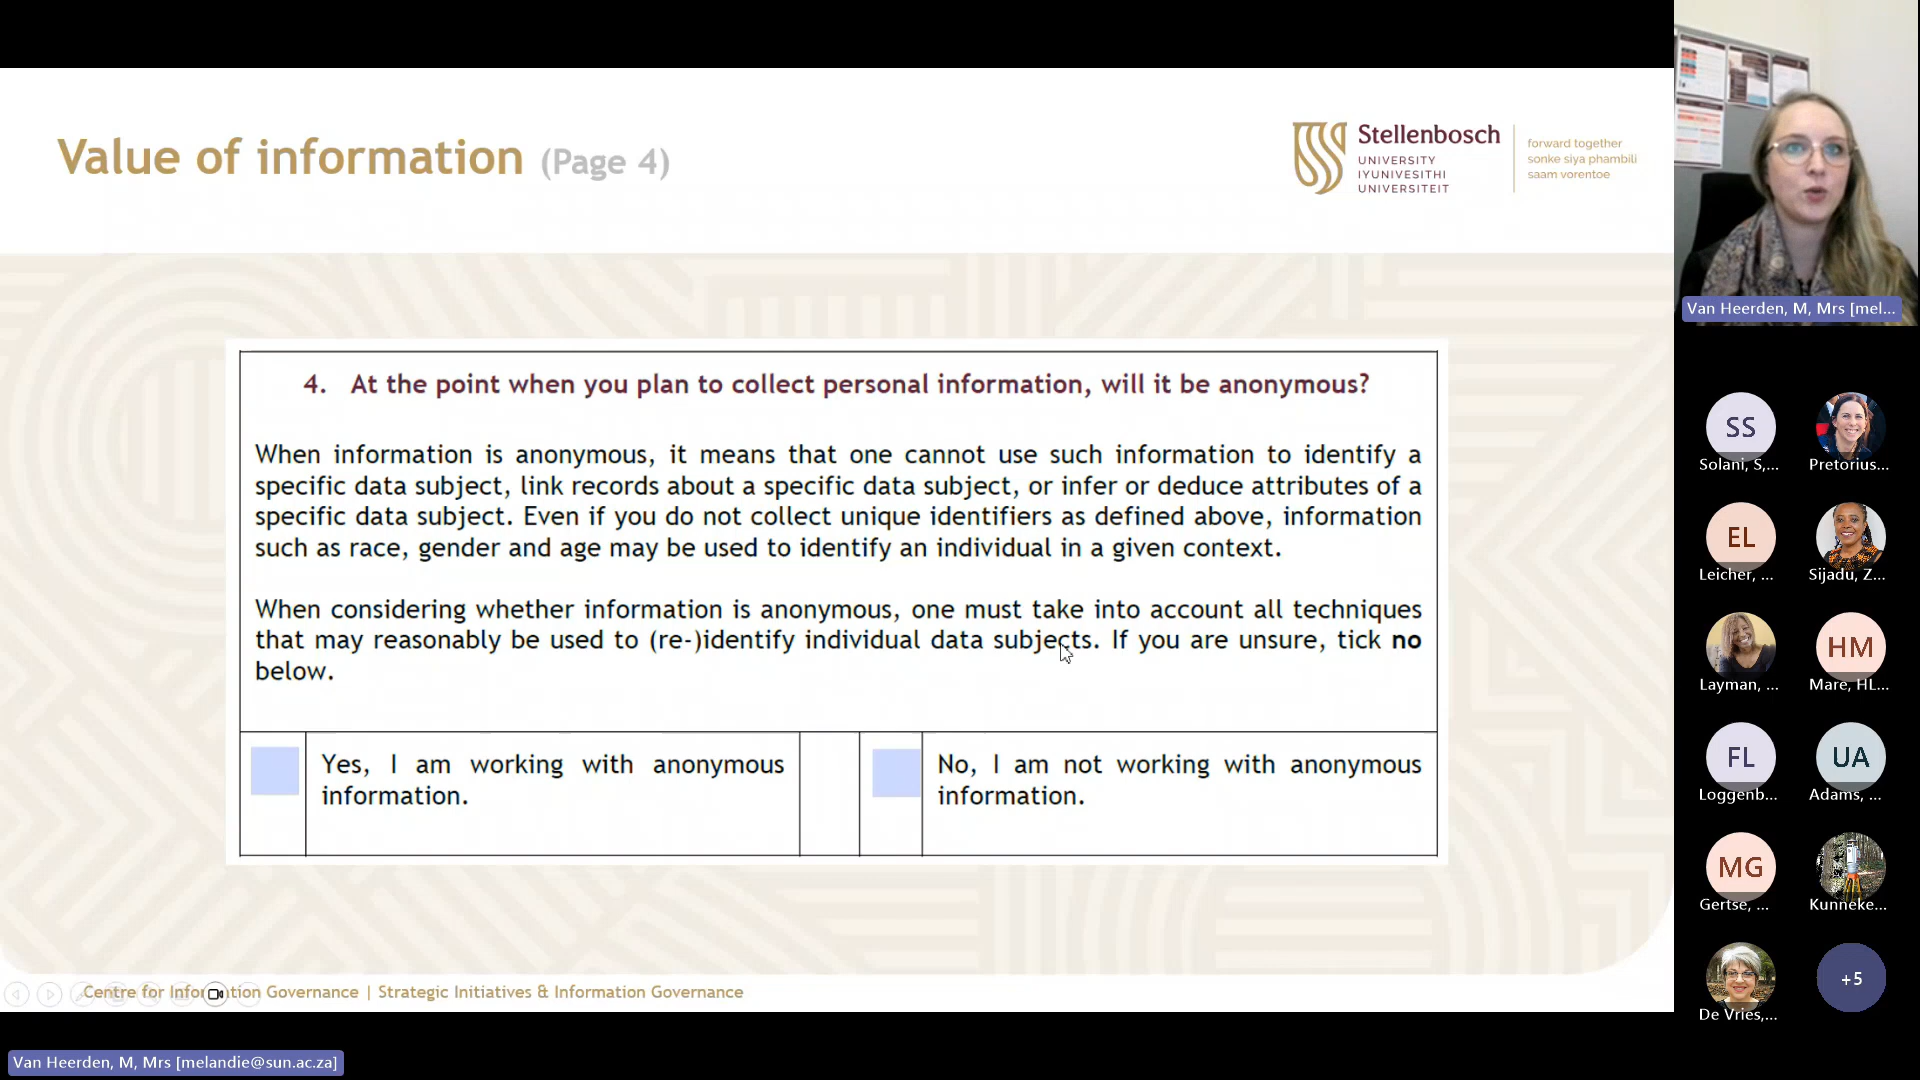 Value of information (Page 4)
Stellenbosch
UNIVERSITY
IYUNIVESITHI
UNIVERSITEIT
forward together
sonke siya phambili
saam vorentoe
4. At the point when you plan to collect personal information, will it be anonymous?
When information is anonymous, it means that one cannot use such information to identify a
specific data subject, link records about a specific data subject, or infer or deduce attributes of a
specific data subject. Even if you do not collect unique identifiers as defined above, information
such as race, gender and age may be used to identify an individual in a given context.
When considering whether information is anonymous, one must take into account all techniques
that may reasonably be used to (re-)identify individual data subjects. If you are unsure, tick no
below.
Yes, I am working with anonymous
information.
No, I am not working with anonymous
information.
Centre for Information Governance | Strategic Initiatives & Information Governance
Van Heerden, M, Mrs [melandie@sun.ac.za]
Van Heerden, M, Mrs [mel...
SS
Solani, S,...
Pretorius...
EL
Leicher, ...
Sijadu, Z...
Layman, ...
HM
Mare, HL...
FL
Loggenb...
UA
Adams, ...
MG
Gertse, ...
Kunneke...
De Vries,...
+5